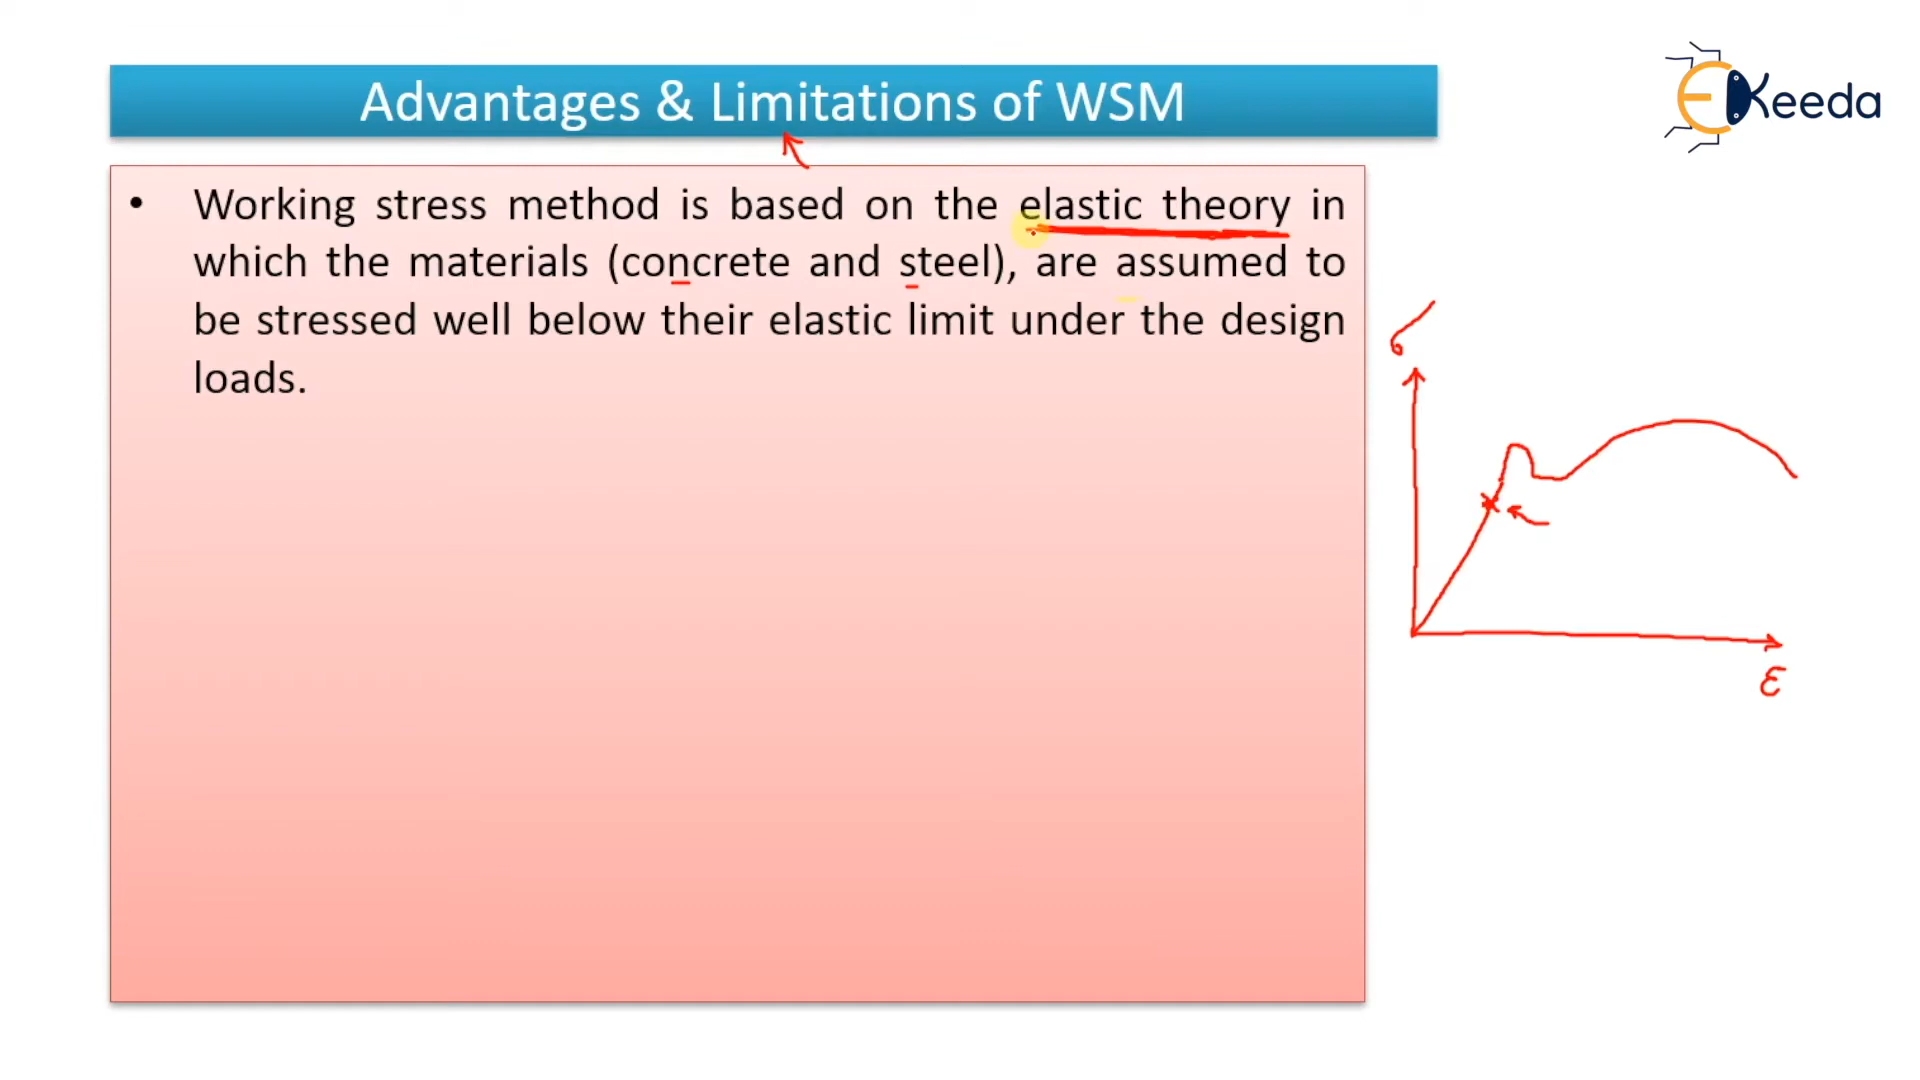 Advantages & Limitations of WSM
EKeeda
• Working stress method is based on the elastic theory in
which the materials (concrete and steel), are assumed to
be stressed well below their elastic limit under the design
loads.
σ
ε